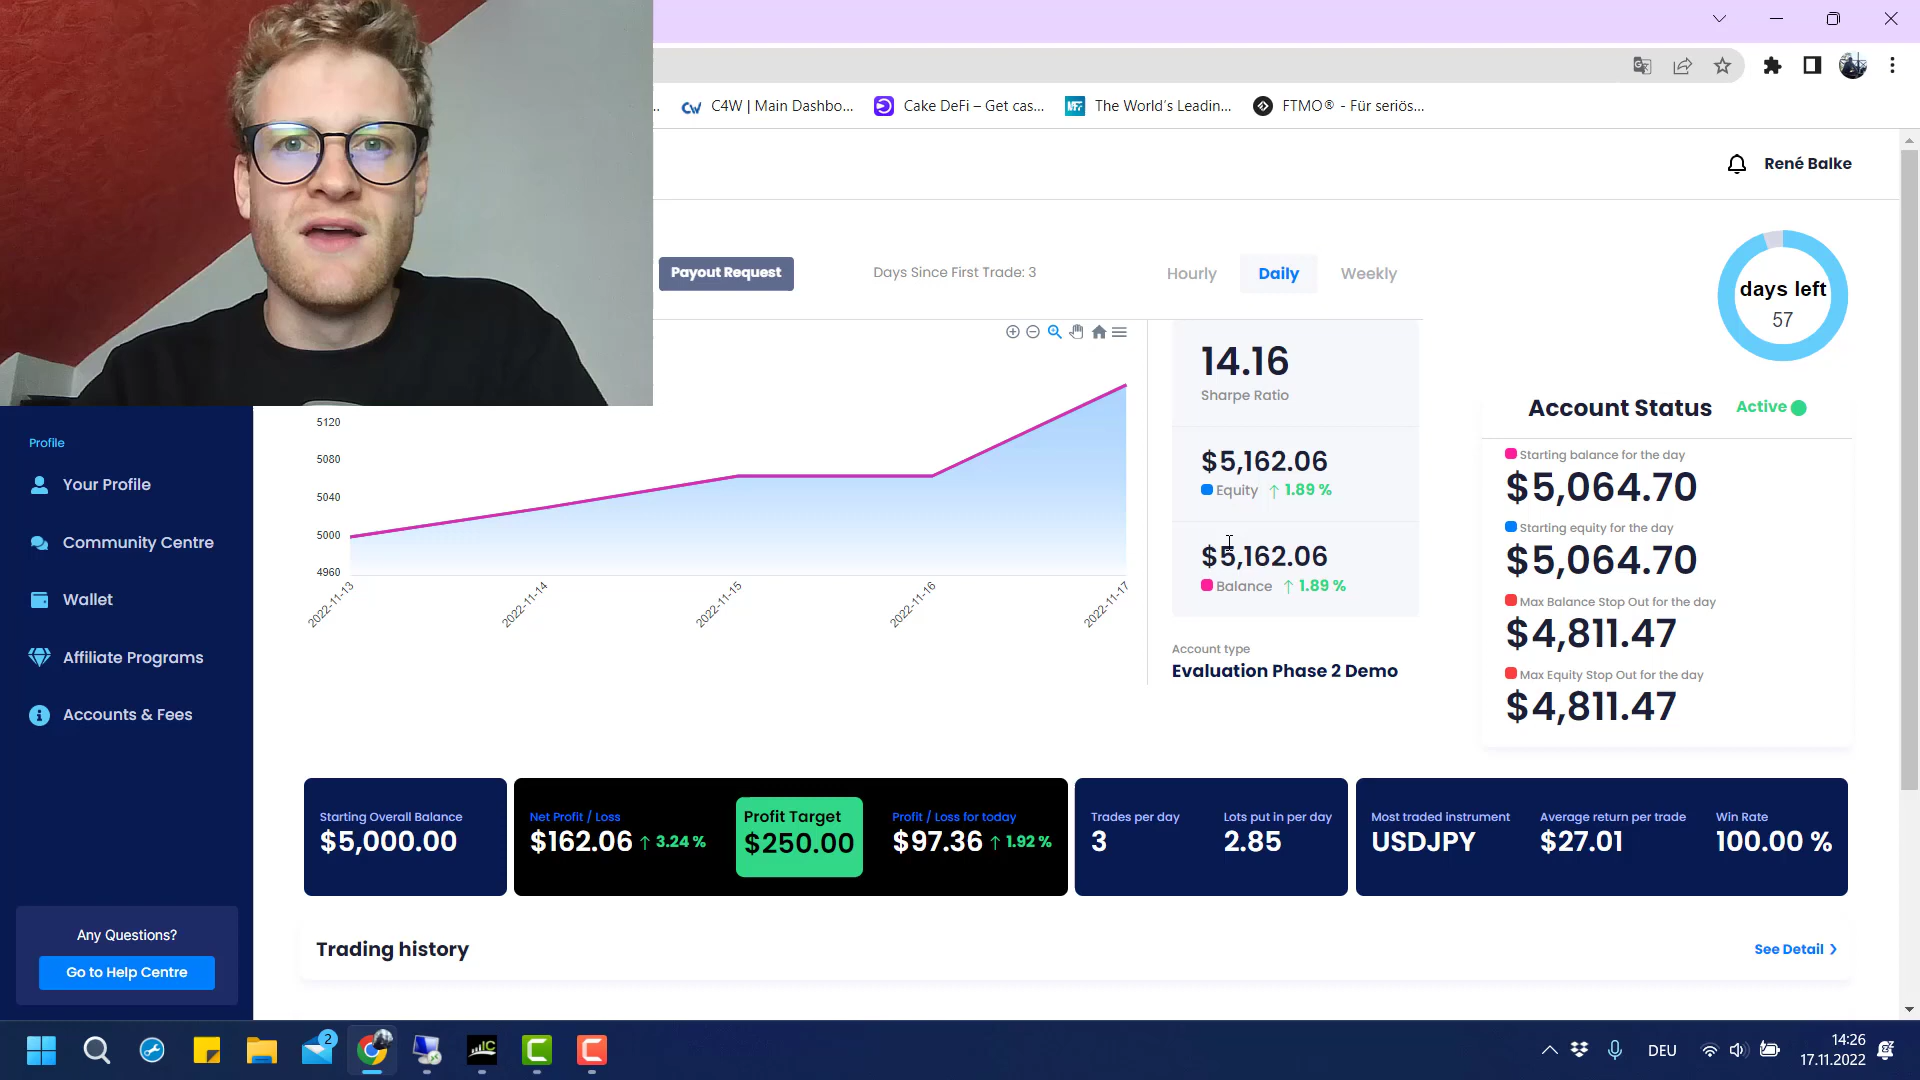 C4W | Main Dashbo...
Cake DeFi – Get cas...
The World's Leadin...
FTMO® - Für seriös...
René Balke
Payout Request
Days Since First Trade: 3
Hourly
Daily
Weekly
days left
57
14.16
Sharpe Ratio
$5,162.06
Equity ↑ 1.89 %
$5,162.06
Balance ↑ 1.89 %
Account type
Evaluation Phase 2 Demo
5120
5080
5040
5000
4960
2022-11-13
2022-11-14
2022-11-15
2022-11-16
2022-11-17
Account Status Active
Starting balance for the day
$5,064.70
Starting equity for the day
$5,064.70
Max Balance Stop Out for the day
$4,811.47
Max Equity Stop Out for the day
$4,811.47
Profile
Your Profile
Community Centre
Wallet
Affiliate Programs
Accounts & Fees
Any Questions?
Go to Help Centre
Starting Overall Balance
$5,000.00
Net Profit / Loss
$162.06 ↑ 3.24 %
Profit Target
$250.00
Profit / Loss for today
$97.36 ↑ 1.92 %
Trades per day
3
Lots put in per day
2.85
Most traded instrument
USDJPY
Average return per trade
$27.01
Win Rate
100.00 %
Trading history
See Detail
2
IC
C
C
DEU
14:26
17.11.2022